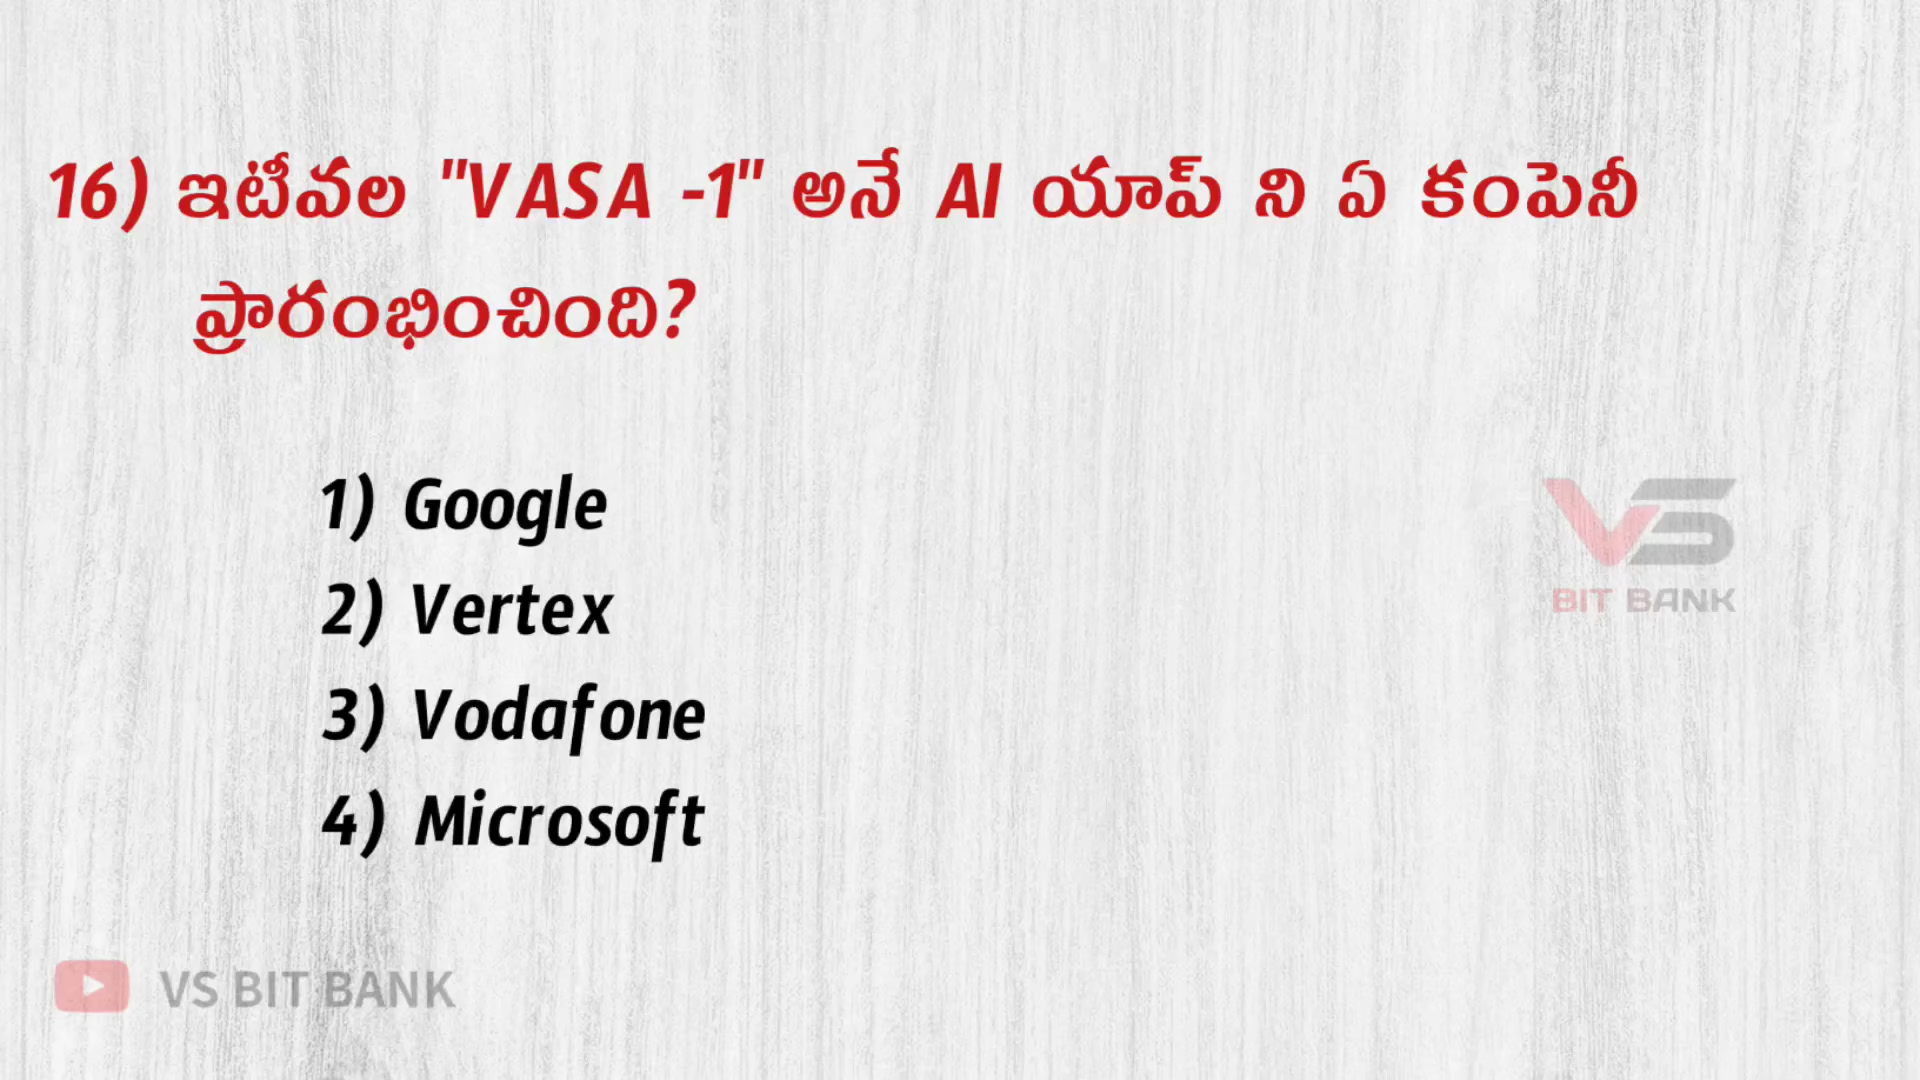 16) ఇటీవల "VASA -1" అనే AI యాప్ ని ఏ కంపెనీ
ప్రారంభించింది?
1) Google
2) Vertex
3) Vodafone
4) Microsoft
VS
BIT BANK
VS BIT BANK